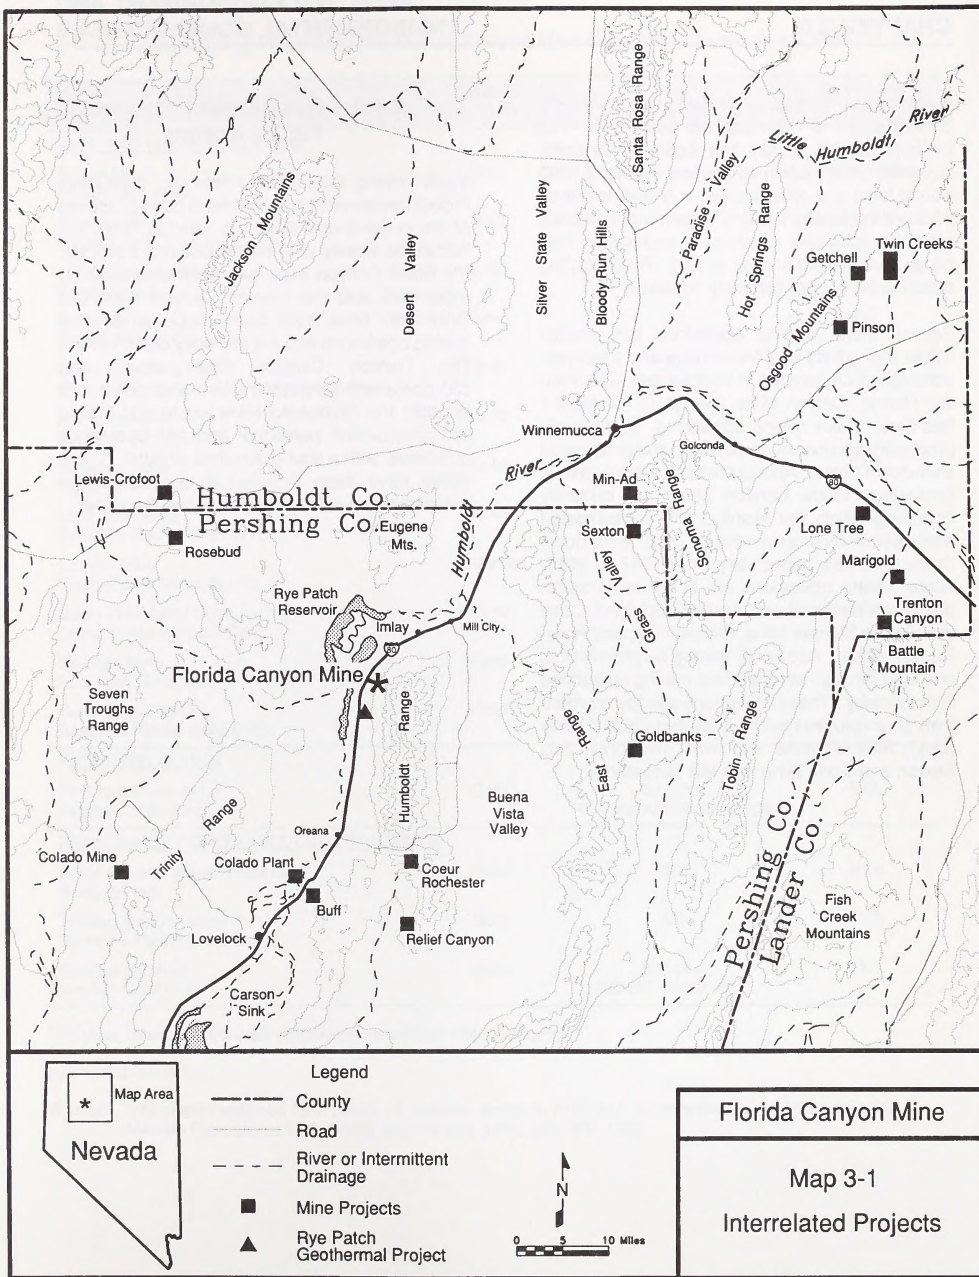 Santa Rosa Range
Little Humboldt River
Paradise Valley
Jackson Mountains
Desert Valley
Silver State Valley
Bloody Run Hills
Hot Springs Range
Twin Creeks
Getchell
Osgood Mountains
Pinson
Winnemucca
Golconda
River
Humboldt
Lewis-Crofoot
Humboldt Co.
Pershing Co.
Min-Ad
Sonoma Range
80
Lone Tree
Rosebud
Eugene
Mts.
Sexton
Marigold
Rye Patch
Reservoir
Imlay
Mill City
Grass Valley
Trenton
Canyon
80
Battle
Mountain
Florida Canyon Mine
*
Seven
Troughs
Range
Humboldt Range
East Range
Goldbanks
Tobin Range
Buena
Vista
Valley
Trinity Range
Oreana
Colado Mine
Colado Plant
Coeur
Rochester
Buff
Pershing Co.
Lander Co.
Fish
Creek
Mountains
Lovelock
Relief Canyon
Carson
Sink
Map Area
*
Nevada
Legend
County
Road
River or Intermittent
Drainage
Mine Projects
Rye Patch
Geothermal Project
N
0 5 10 Miles
Florida Canyon Mine
Map 3-1
Interrelated Projects